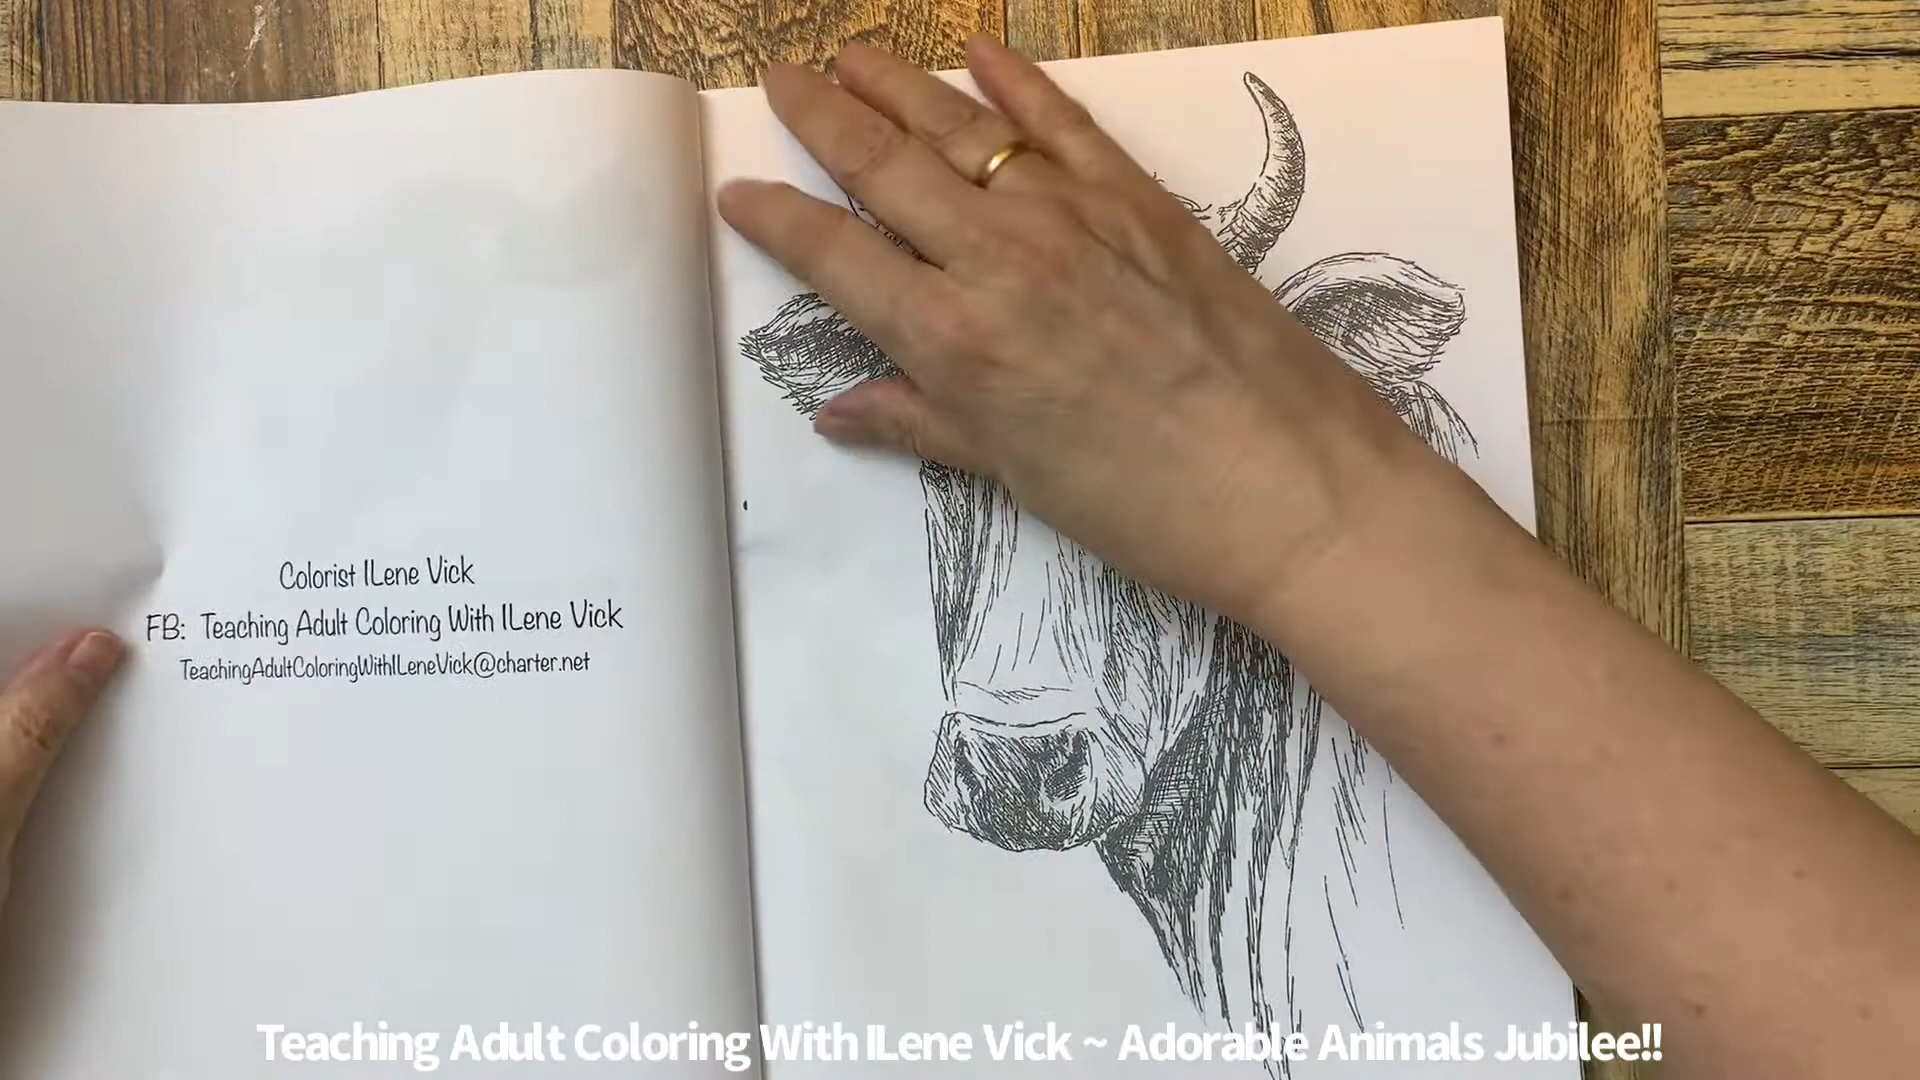 Colorist ILene Vick
FB: Teaching Adult Coloring With ILene Vick
TeachingAdultColoringWithILeneVick@charter.net
Teaching Adult Coloring With ILene Vick ~ Adorable Animals Jubilee!!